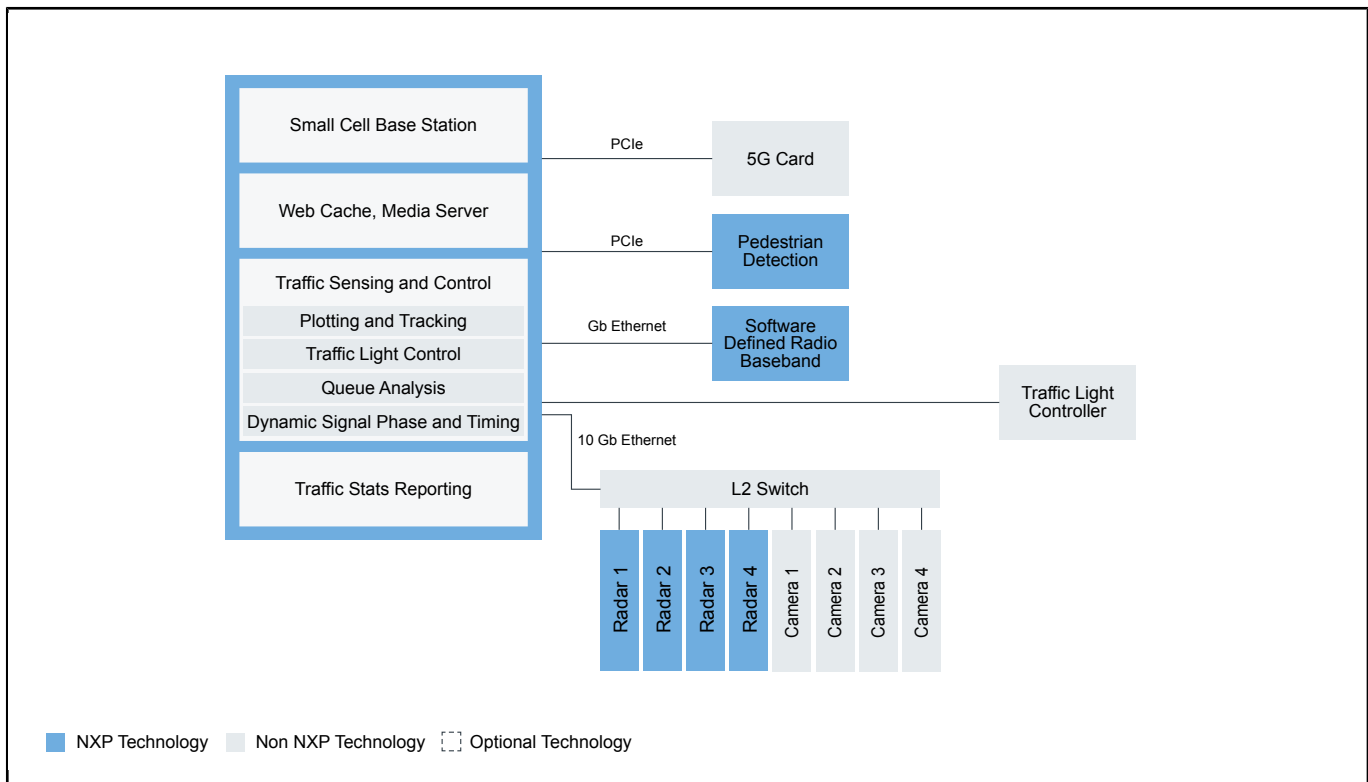 Small Cell Base Station
Web Cache, Media Server
Traffic Sensing and Control
Plotting and Tracking
Traffic Light Control
Queue Analysis
Dynamic Signal Phase and Timing
Traffic Stats Reporting
PCIe
5G Card
PCIe
Pedestrian
Detection
Gb Ethernet
Software
Defined Radio
Baseband
Traffic Light
Controller
10 Gb Ethernet
L2 Switch
Radar 1
Radar 2
Radar 3
Radar 4
Camera 1
Camera 2
Camera 3
Camera 4
NXP Technology
Non NXP Technology
Optional Technology